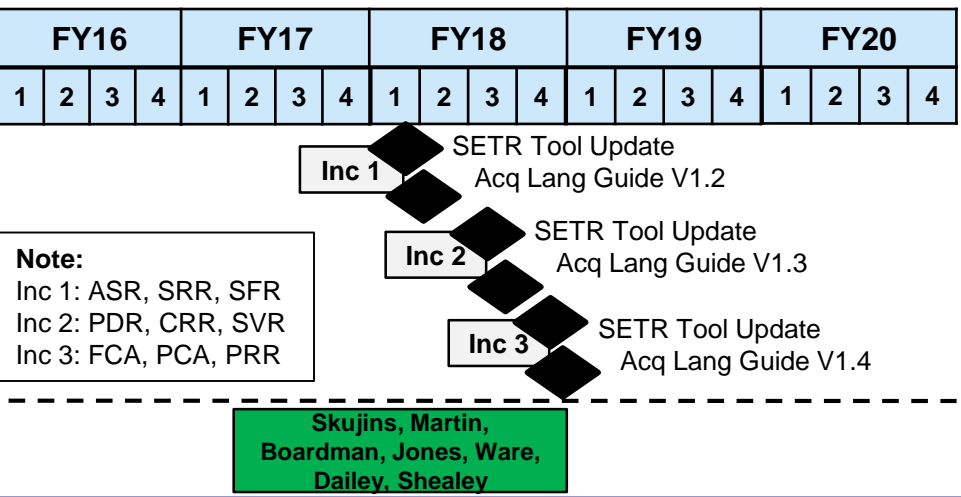 FY16 FY17 FY18 FY19 FY20
1 2 3 4 1 2 3 4 1 2 3 4 1 2 3 4 1 2 3 4
SETR Tool Update
Inc 1
Acq Lang Guide V1.2
SETR Tool Update
Inc 2
Acq Lang Guide V1.3
Note:
Inc 1: ASR, SRR, SFR
Inc 2: PDR, CRR, SVR
Inc 3: FCA, PCA, PRR
SETR Tool Update
Inc 3
Acq Lang Guide V1.4
Skujins, Martin,
Boardman, Jones, Ware,
Dailey, Shealey